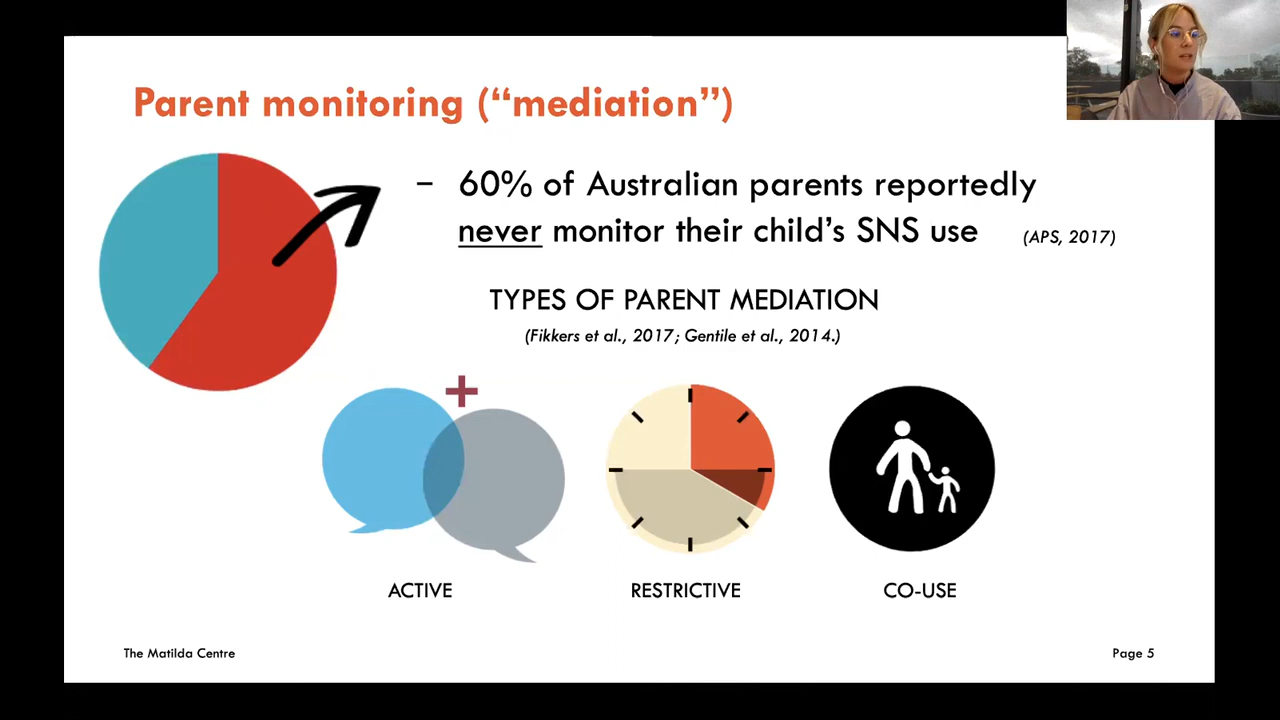 Parent monitoring (“mediation”)
– 60% of Australian parents reportedly
never monitor their child’s SNS use (APS, 2017)
TYPES OF PARENT MEDIATION
(Fikkers et al., 2017; Gentile et al., 2014.)
+
ACTIVE RESTRICTIVE CO-USE
The Matilda Centre Page 5